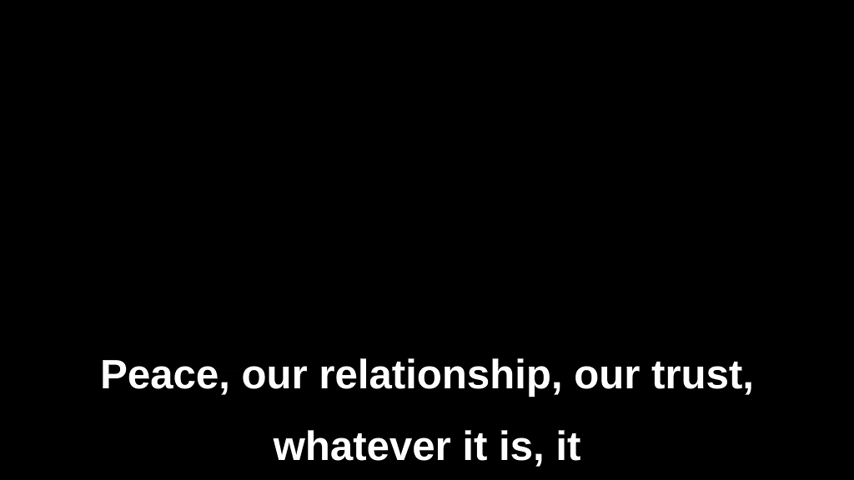 Peace, our relationship, our trust,
whatever it is, it